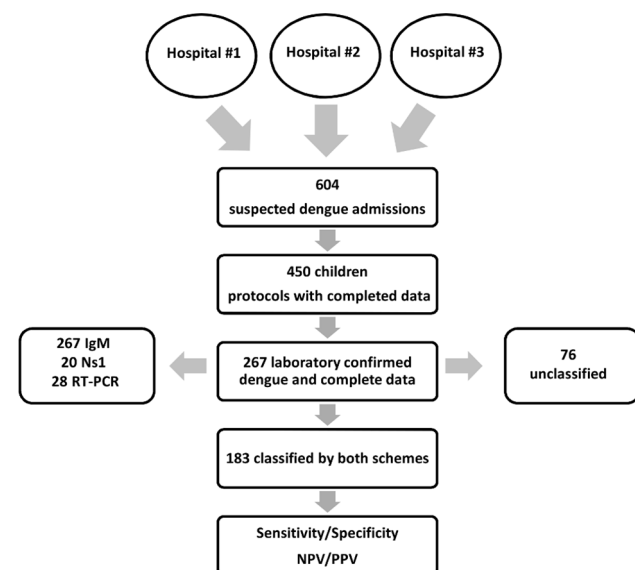 Hospital #1
Hospital #2
Hospital #3
604
suspected dengue admissions
450 children
protocols with completed data
267 IgM
20 Ns1
28 RT-PCR
267 laboratory confirmed
dengue and complete data
76
unclassified
183 classified by both schemes
Sensitivity/Specificity
NPV/PPV